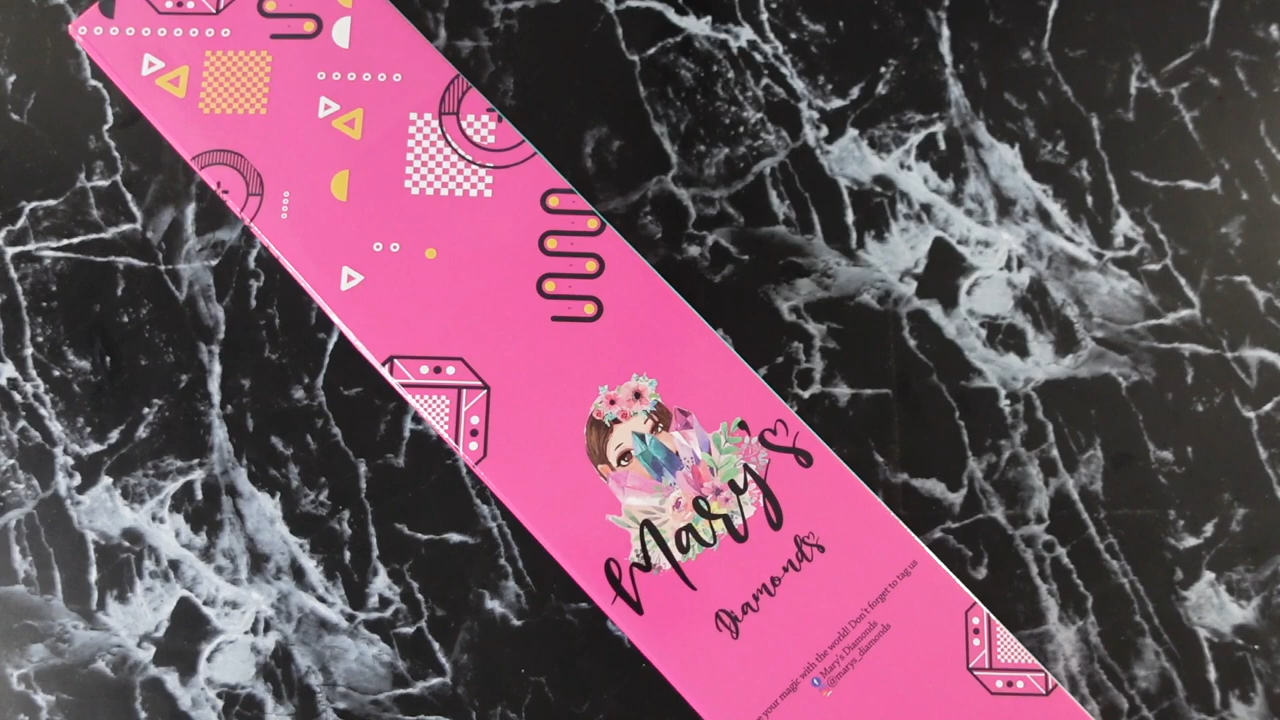 Mary's
Diamonds
your magic with the world! Don't forget to tag us
Mary's Diamonds
@marys_diamonds